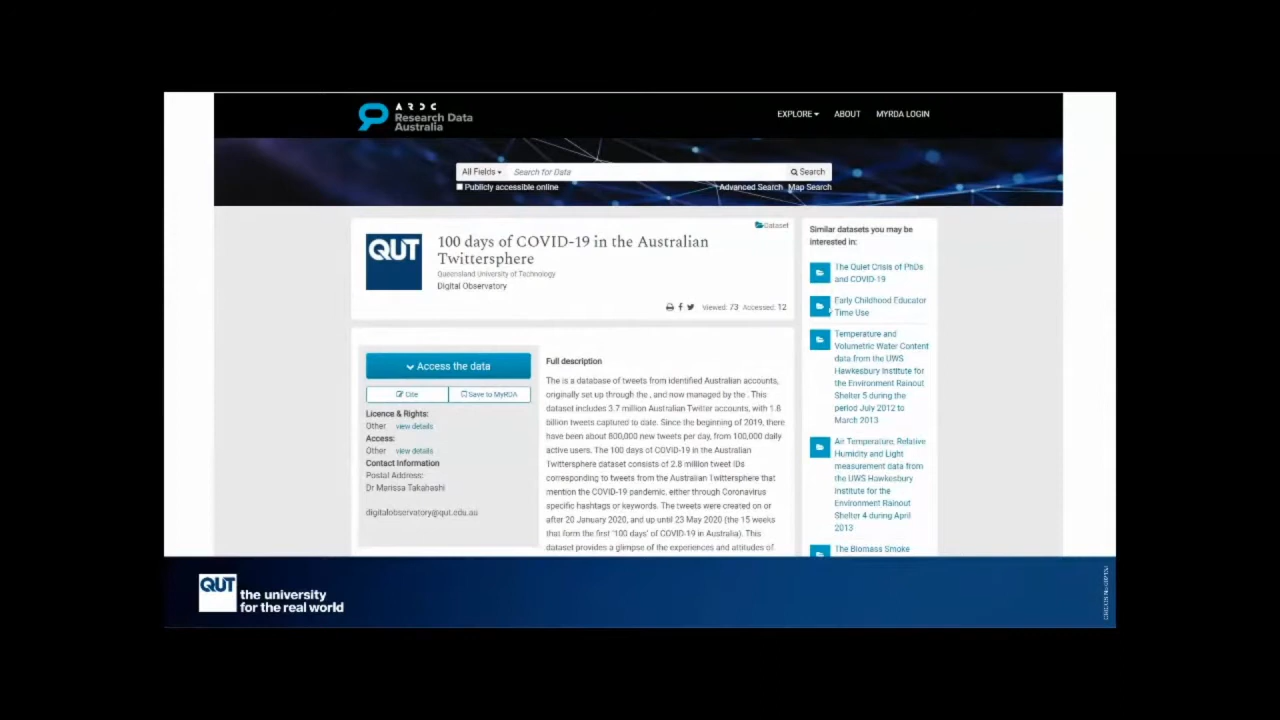 ARDC
Research Data
Australia
EXPLORE ABOUT MYRDA LOGIN
All Fields Search for Data Search
Publicly accessible online Advanced Search Map Search
Dataset
QUT
100 days of COVID-19 in the Australian
Twittersphere
Queensland University of Technology
Digital Observatory
Viewed: 73 Accessed: 12
Access the data
Cite Save to MyRDA
Licence & Rights:
Other view details
Access:
Other view details
Contact Information
Postal Address:
Dr Marissa Takahashi
digitalobservatory@qut.edu.au
Full description
The is a database of tweets from identified Australian accounts,
originally set up through the , and now managed by the . This
dataset includes 3.7 million Australian Twitter accounts, with 1.8
billion tweets captured to date. Since the beginning of 2019, there
have been about 800,000 new tweets per day, from 100,000 daily
active users. The 100 days of COVID-19 in the Australian
Twittersphere dataset consists of 2.8 million tweet IDs
corresponding to tweets from the Australian Twittersphere that
mention the COVID-19 pandemic, either through Coronavirus
specific hashtags or keywords. The tweets were created on or
after 20 January 2020, and up until 23 May 2020 (the 15 weeks
that form the first '100 days' of COVID-19 in Australia). This
dataset provides a glimpse of the experiences and attitudes of
Similar datasets you may be
interested in:
The Quiet Crisis of PhDs
and COVID-19
Early Childhood Educator
Time Use
Temperature and
Volumetric Water Content
data from the UWS
Hawkesbury Institute for
the Environment Rainout
Shelter 5 during the
period July 2012 to
March 2013
Air Temperature, Relative
Humidity and Light
measurement data from
the UWS Hawkesbury
Institute for the
Environment Rainout
Shelter 4 during April
2013
The Biomass Smoke
QUT
the university
for the real world